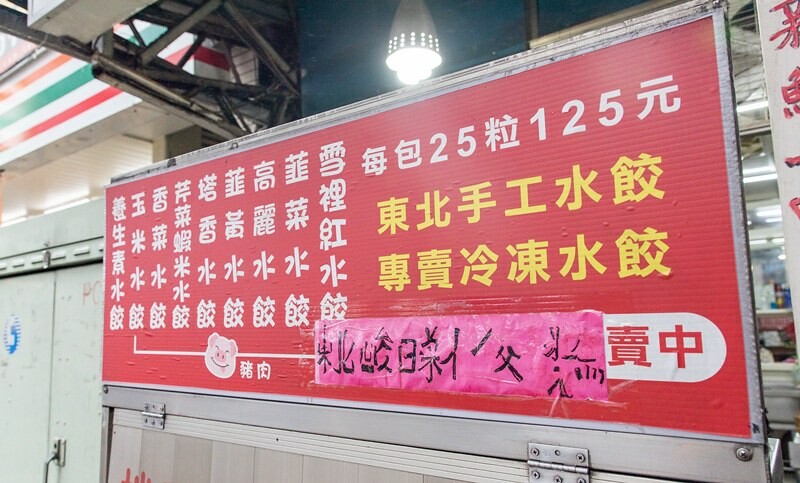 每包25粒125元
東北手工水餃
專賣冷凍水餃
雪裡紅水餃
韮菜水餃
高麗水餃
韮黃水餃
塔香水餃
芹菜蝦米水餃
香菜水餃
玉米水餃
養生素水餃
豬肉
東北酸
賣中